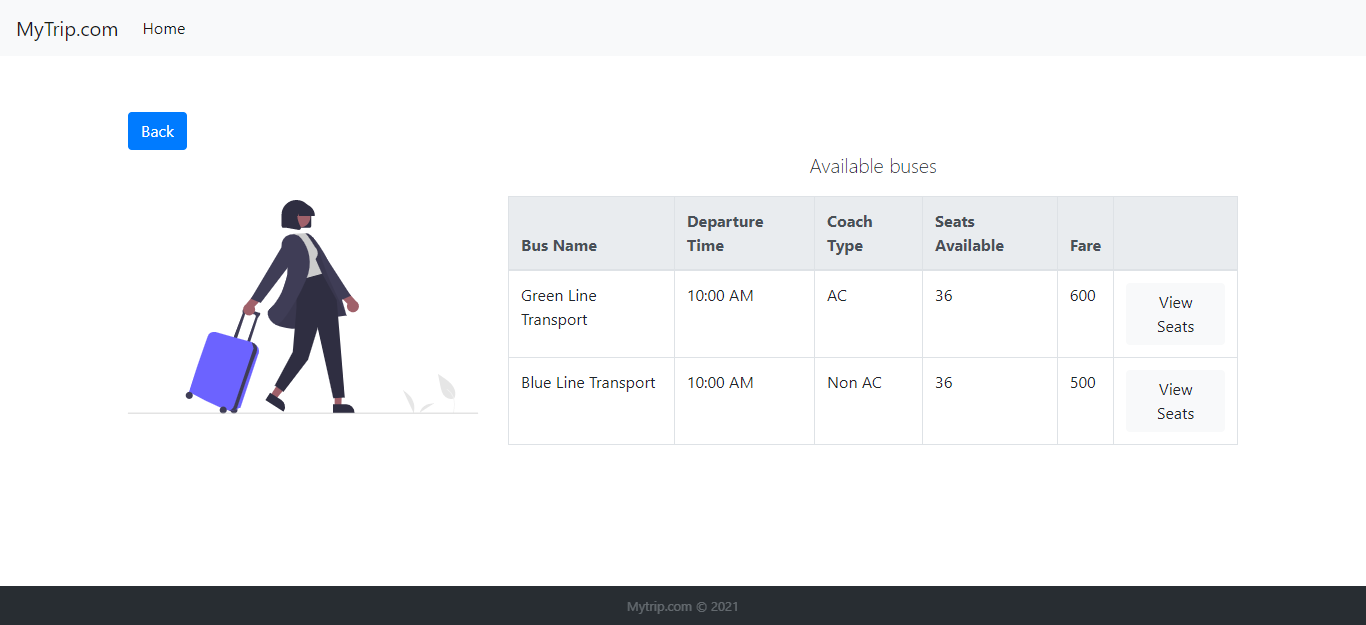 MyTrip.com Home
Back
Available buses
Bus Name Departure Time Coach Type Seats Available Fare
Green Line Transport 10:00 AM AC 36 600 View Seats
Blue Line Transport 10:00 AM Non AC 36 500 View Seats
Mytrip.com © 2021